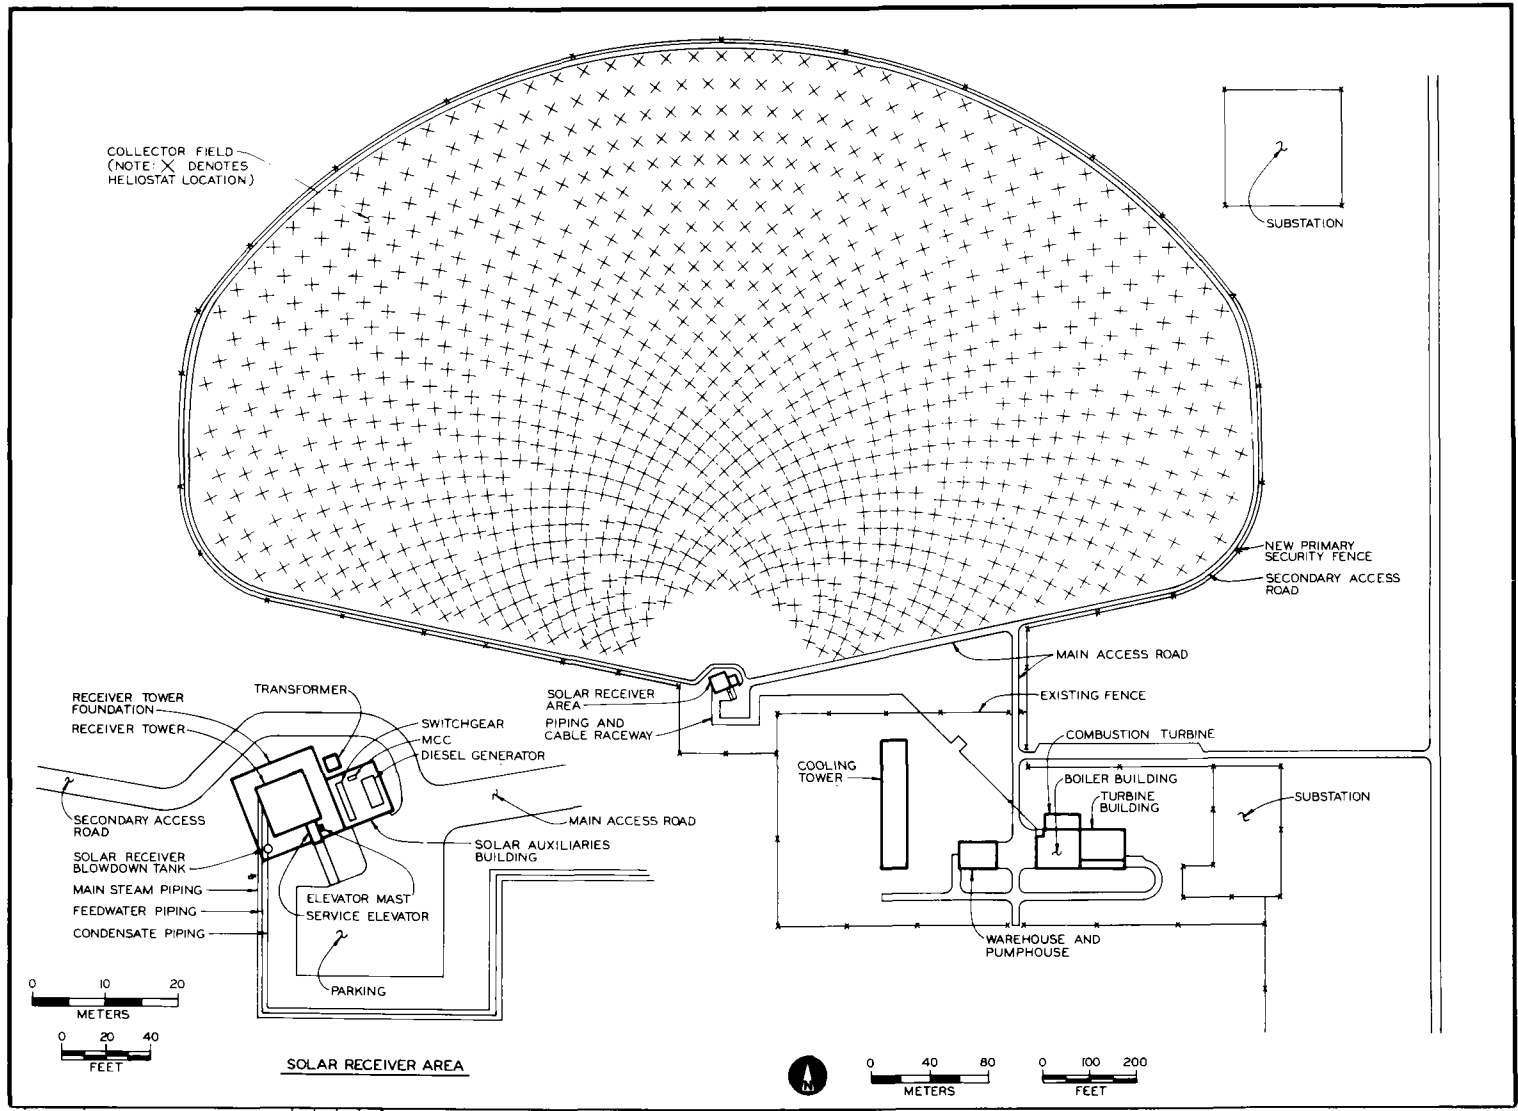 COLLECTOR FIELD
(NOTE: X DENOTES
HELIOSTAT LOCATION)
SUBSTATION
NEW PRIMARY
SECURITY FENCE
SECONDARY ACCESS
ROAD
MAIN ACCESS ROAD
EXISTING FENCE
SOLAR RECEIVER
AREA
PIPING AND
CABLE RACEWAY
COMBUSTION TURBINE
COOLING
TOWER
BOILER BUILDING
TURBINE
BUILDING
SUBSTATION
WAREHOUSE AND
PUMPHOUSE
RECEIVER TOWER
FOUNDATION
RECEIVER TOWER
TRANSFORMER
SWITCHGEAR
MCC
DIESEL GENERATOR
SECONDARY ACCESS
ROAD
MAIN ACCESS ROAD
SOLAR AUXILIARIES
BUILDING
SOLAR RECEIVER
BLOWDOWN TANK
MAIN STEAM PIPING
FEEDWATER PIPING
CONDENSATE PIPING
ELEVATOR MAST
SERVICE ELEVATOR
PARKING
0 10 20
METERS
0 20 40
FEET
SOLAR RECEIVER AREA
N
0 40 80
METERS
0 100 200
FEET